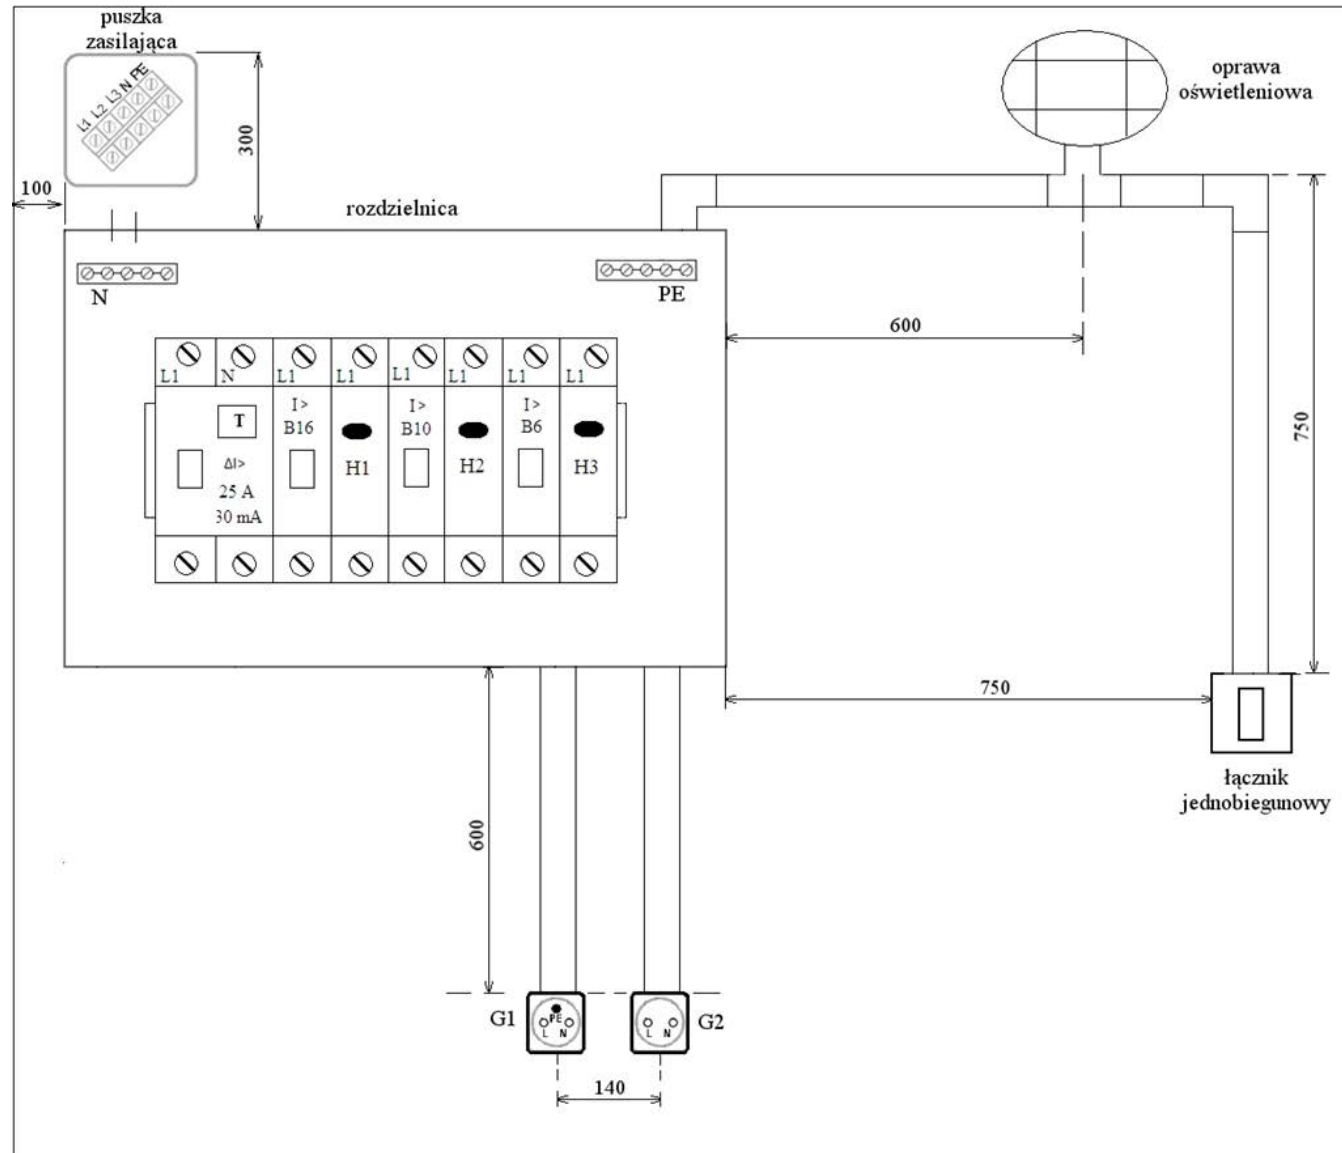 puszka
zasilająca
L1 L2 L3 N PE
oprawa
oświetleniowa
300
100
rozdzielnica
N
PE
600
L1 N L1 L1 L1 L1 L1 L1
T
I>
B16
I>
B10
I>
B6
H1
H2
H3
ΔI>
25 A
30 mA
750
750
łącznik
jednobiegunowy
600
G1
PE
L N
L N
G2
140